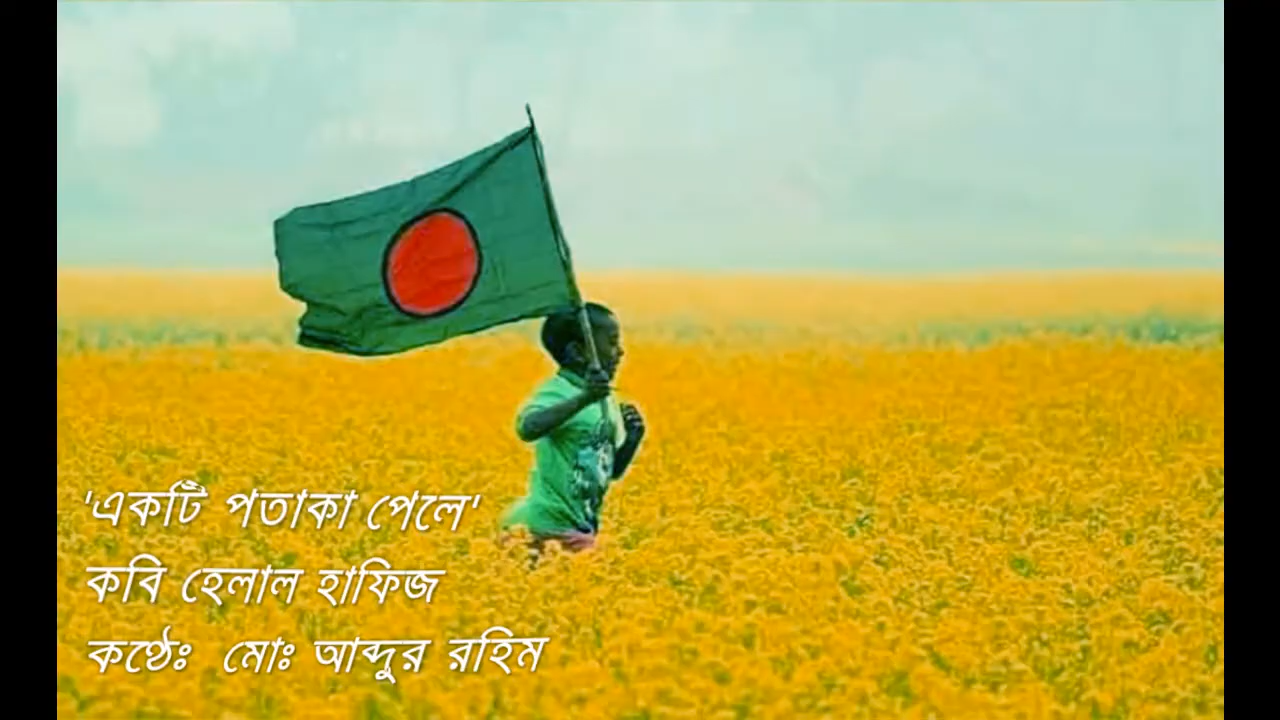 'একটি পতাকা পেলে'
কবি হেলাল হাফিজ
কণ্ঠেঃ মোঃ আব্দুর রহিম